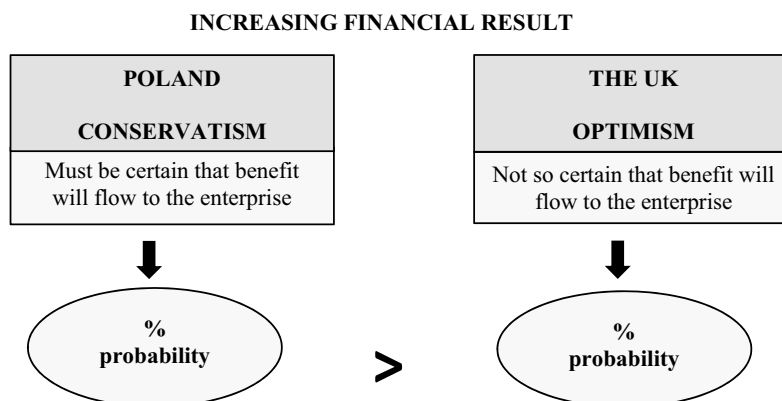 INCREASING FINANCIAL RESULT
POLAND
CONSERVATISM
Must be certain that benefit
will flow to the enterprise
THE UK
OPTIMISM
Not so certain that benefit will
flow to the enterprise
%
probability
>
%
probability